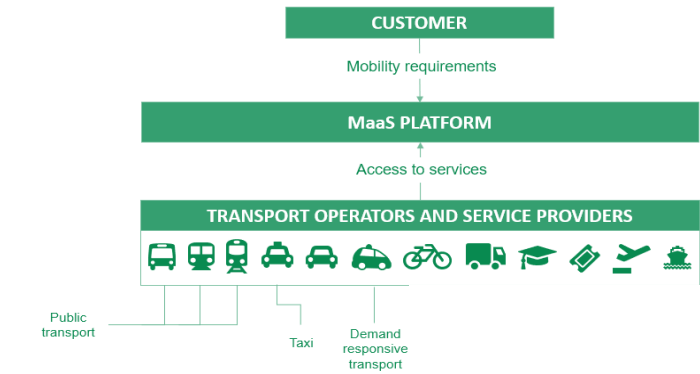 CUSTOMER
Mobility requirements
MaaS PLATFORM
Access to services
TRANSPORT OPERATORS AND SERVICE PROVIDERS
Public
transport
Taxi
Demand
responsive
transport